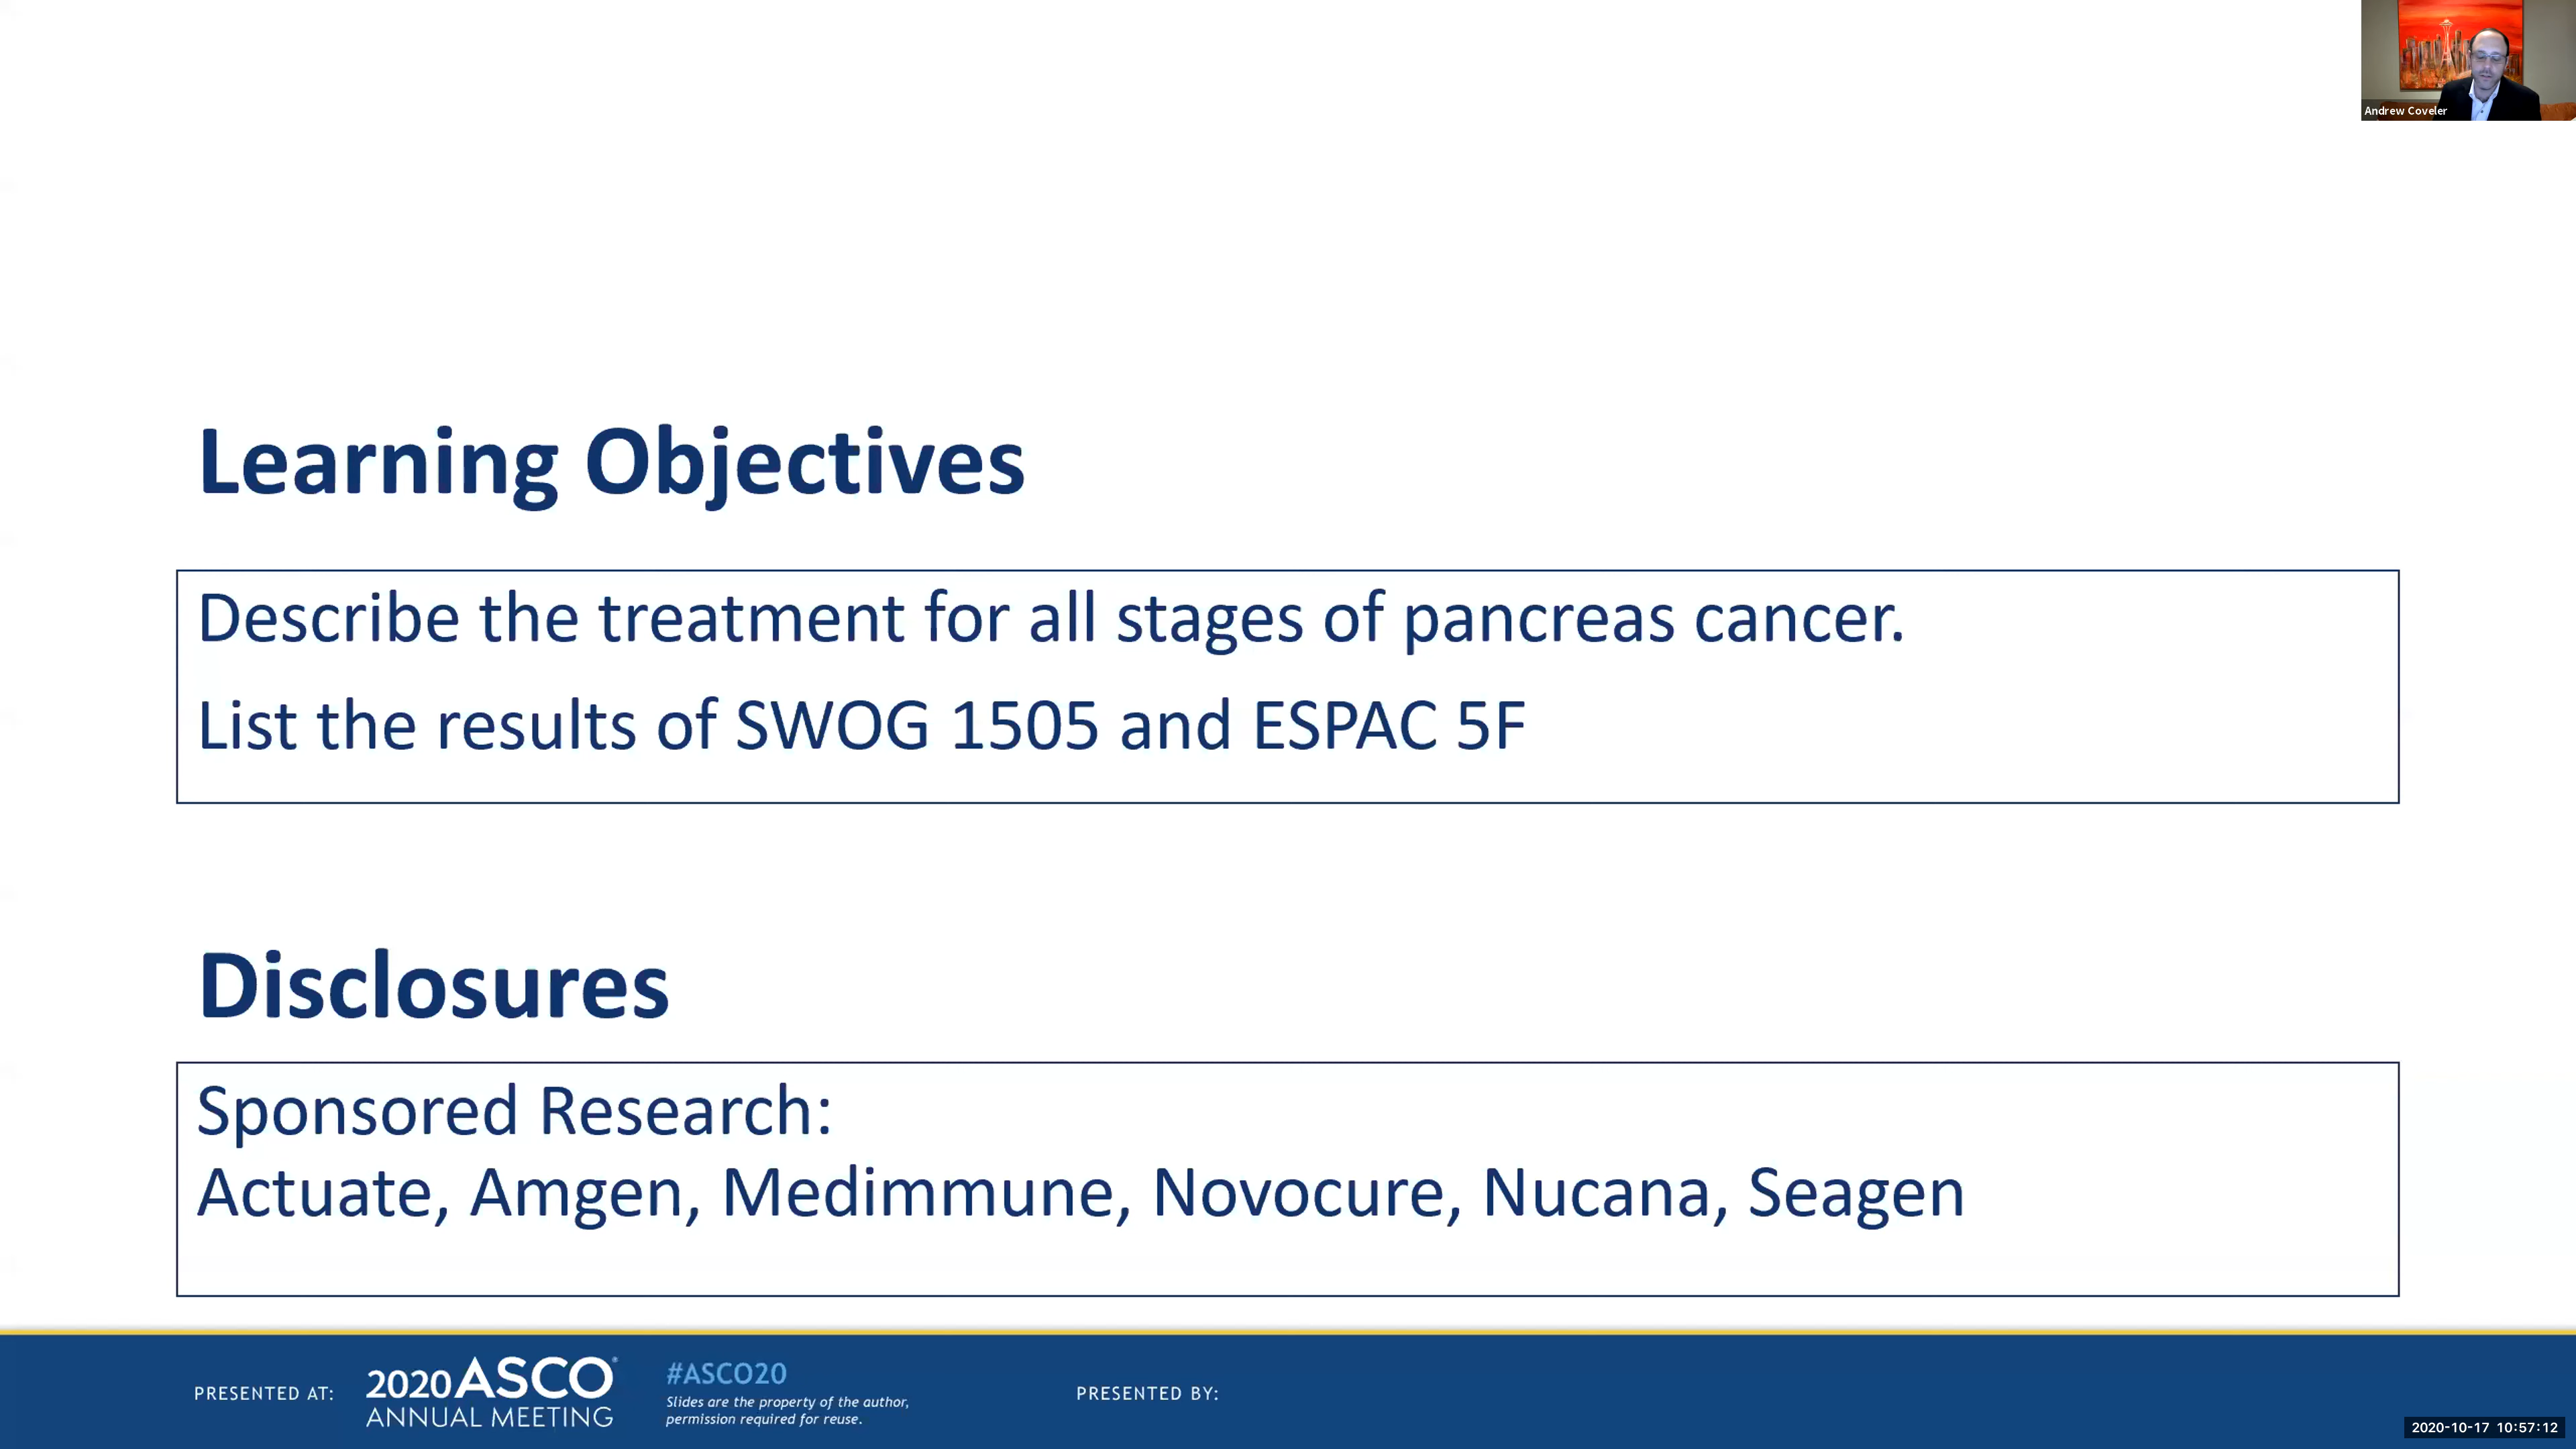 Andrew Coveler
Learning Objectives
Describe the treatment for all stages of pancreas cancer.
List the results of SWOG 1505 and ESPAC 5F
Disclosures
Sponsored Research:
Actuate, Amgen, Medimmune, Novocure, Nucana, Seagen
PRESENTED AT:
2020 ASCO®
ANNUAL MEETING
#ASCO20
Slides are the property of the author,
permission required for reuse.
PRESENTED BY:
2020-10-17 10:57:12